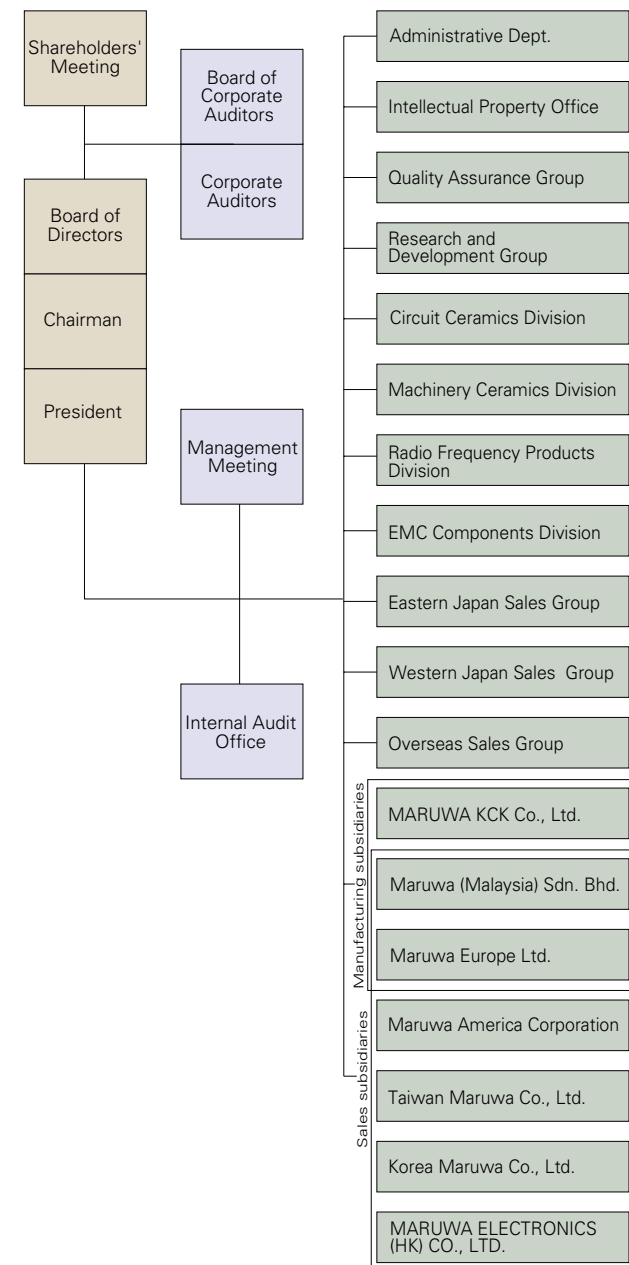 Shareholders'
Meeting
Board of
Corporate
Auditors
Corporate
Auditors
Board of
Directors
Chairman
President
Management
Meeting
Internal Audit
Office
Administrative Dept.
Intellectual Property Office
Quality Assurance Group
Research and
Development Group
Circuit Ceramics Division
Machinery Ceramics Division
Radio Frequency Products
Division
EMC Components Division
Eastern Japan Sales Group
Western Japan Sales Group
Overseas Sales Group
Manufacturing subsidiaries
MARUWA KCK Co., Ltd.
Maruwa (Malaysia) Sdn. Bhd.
Maruwa Europe Ltd.
Sales subsidiaries
Maruwa America Corporation
Taiwan Maruwa Co., Ltd.
Korea Maruwa Co., Ltd.
MARUWA ELECTRONICS
(HK) CO., LTD.